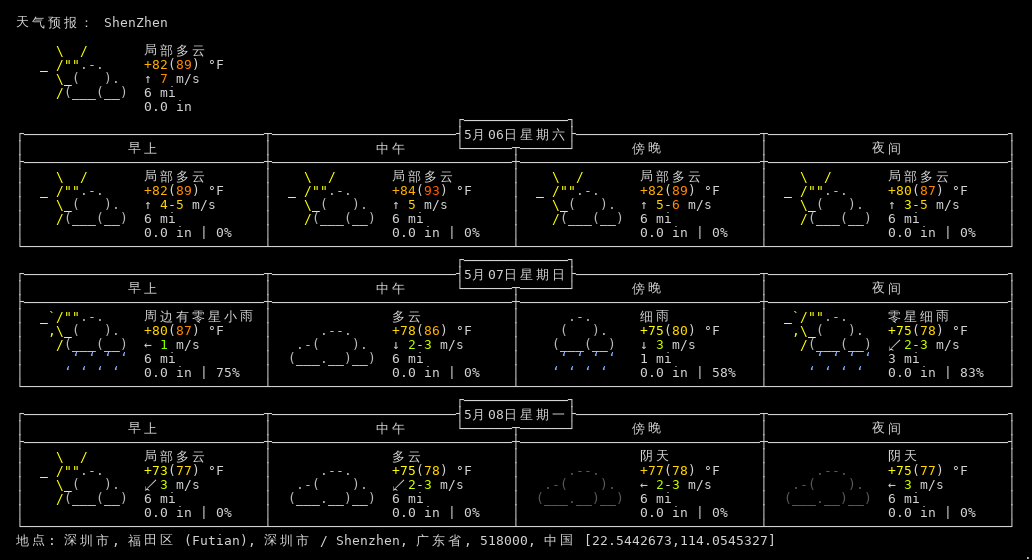 天气预报： ShenZhen
局部多云
+82(89) °F
↑ 7 m/s
6 mi
0.0 in
5月06日星期六
早上 中午 傍晚 夜间
局部多云 局部多云 局部多云 局部多云
+82(89) °F +84(93) °F +82(89) °F +80(87) °F
↑ 4-5 m/s ↑ 5 m/s ↑ 5-6 m/s ↑ 3-5 m/s
6 mi 6 mi 6 mi 6 mi
0.0 in | 0% 0.0 in | 0% 0.0 in | 0% 0.0 in | 0%
5月07日星期日
早上 中午 傍晚 夜间
周边有零星小雨 多云 细雨 零星细雨
+80(87) °F +78(86) °F +75(80) °F +75(78) °F
← 1 m/s ↓ 2-3 m/s ↓ 3 m/s ↙ 2-3 m/s
6 mi 6 mi 1 mi 3 mi
0.0 in | 75% 0.0 in | 0% 0.0 in | 58% 0.0 in | 83%
5月08日星期一
早上 中午 傍晚 夜间
局部多云 多云 阴天 阴天
+73(77) °F +75(78) °F +77(78) °F +75(77) °F
↙ 3 m/s ↙ 2-3 m/s ← 2-3 m/s ← 3 m/s
6 mi 6 mi 6 mi 6 mi
0.0 in | 0% 0.0 in | 0% 0.0 in | 0% 0.0 in | 0%
地点: 深圳市, 福田区 (Futian), 深圳市 / Shenzhen, 广东省, 518000, 中国 [22.5442673,114.0545327]